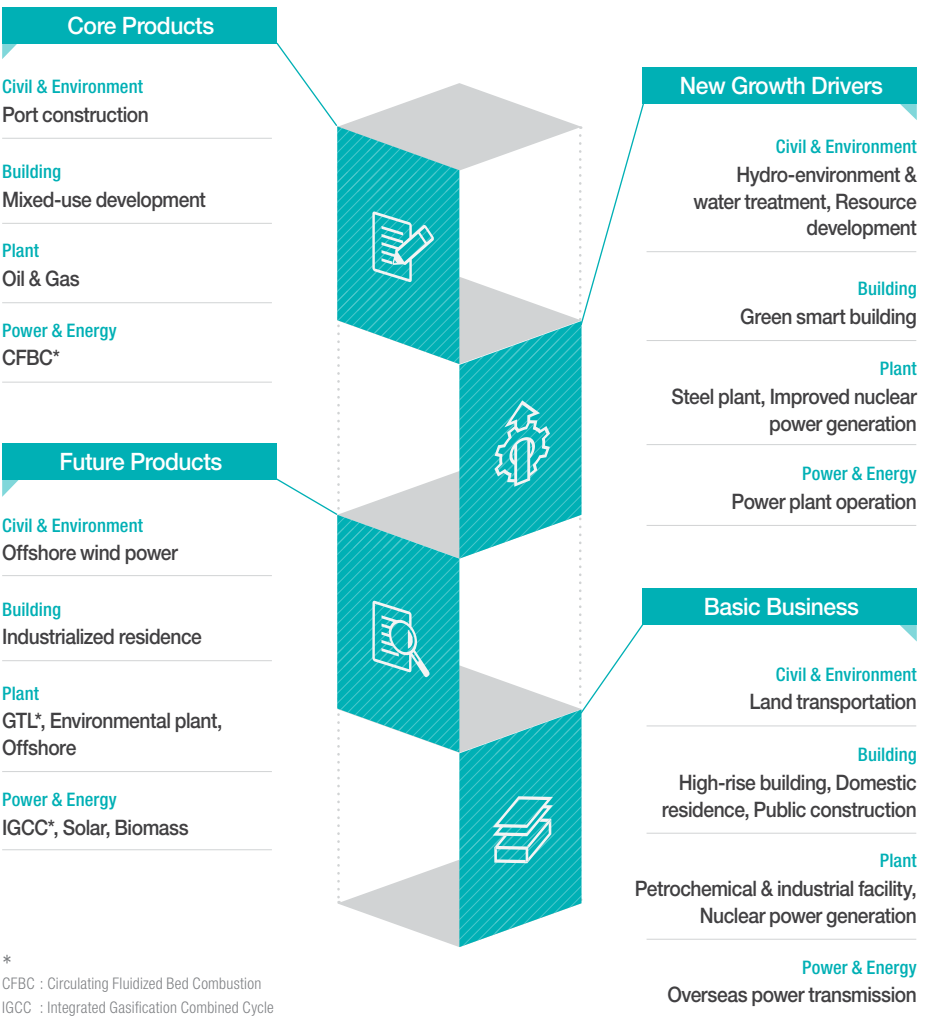 Core Products
Civil & Environment
Port construction
Building
Mixed-use development
Plant
Oil & Gas
Power & Energy
CFBC*
New Growth Drivers
Civil & Environment
Hydro-environment &
water treatment, Resource
development
Building
Green smart building
Plant
Steel plant, Improved nuclear
power generation
Power & Energy
Power plant operation
Future Products
Civil & Environment
Offshore wind power
Building
Industrialized residence
Plant
GTL*, Environmental plant,
Offshore
Power & Energy
IGCC*, Solar, Biomass
Basic Business
Civil & Environment
Land transportation
Building
High-rise building, Domestic
residence, Public construction
Plant
Petrochemical & industrial facility,
Nuclear power generation
Power & Energy
Overseas power transmission
*
CFBC : Circulating Fluidized Bed Combustion
IGCC : Integrated Gasification Combined Cycle